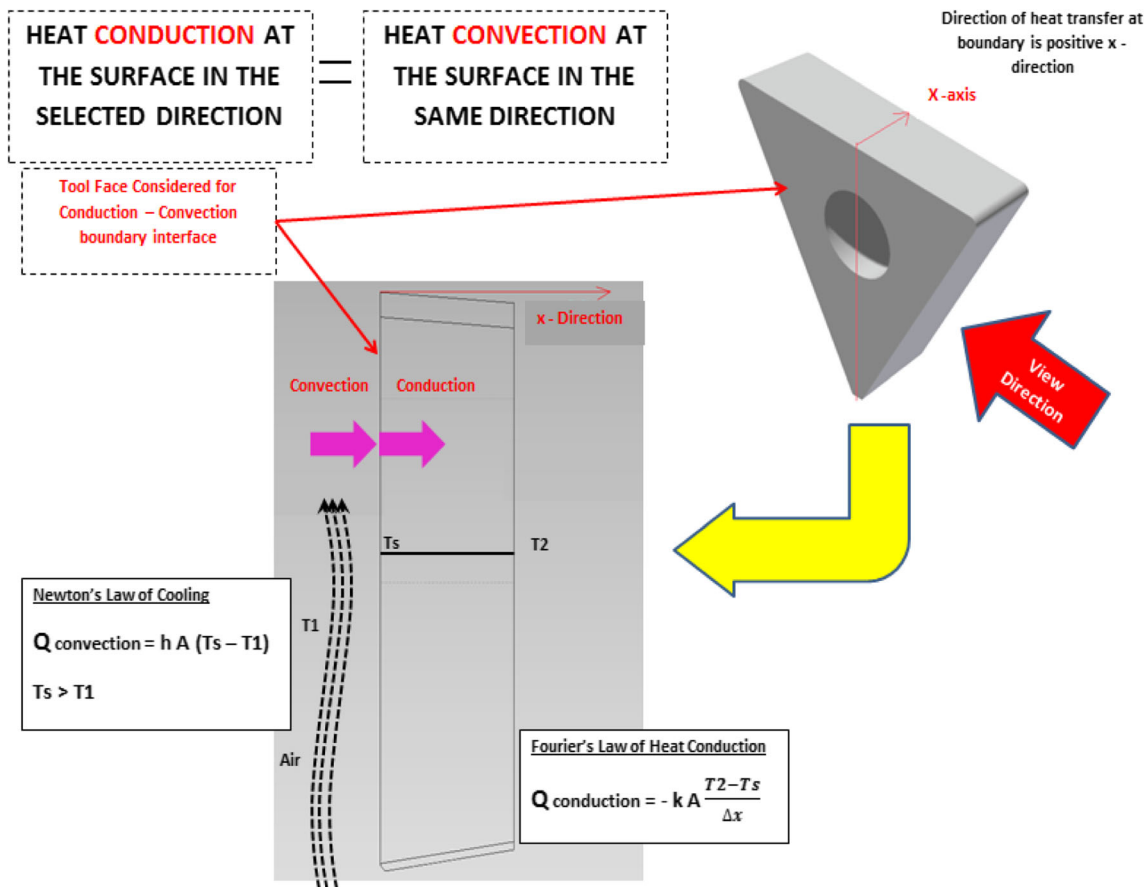 HEAT CONDUCTION AT
THE SURFACE IN THE
SELECTED DIRECTION
=
HEAT CONVECTION AT
THE SURFACE IN THE
SAME DIRECTION
Direction of heat transfer at
boundary is positive x -
direction
X -axis
Tool Face Considered for
Conduction – Convection
boundary interface
x - Direction
View
Direction
Convection
Conduction
Ts
T2
Newton's Law of Cooling
Q convection = h A (Ts – T1)
Ts > T1
T1
Air
Fourier's Law of Heat Conduction
Q conduction = - k A (T2−Ts)/Δx